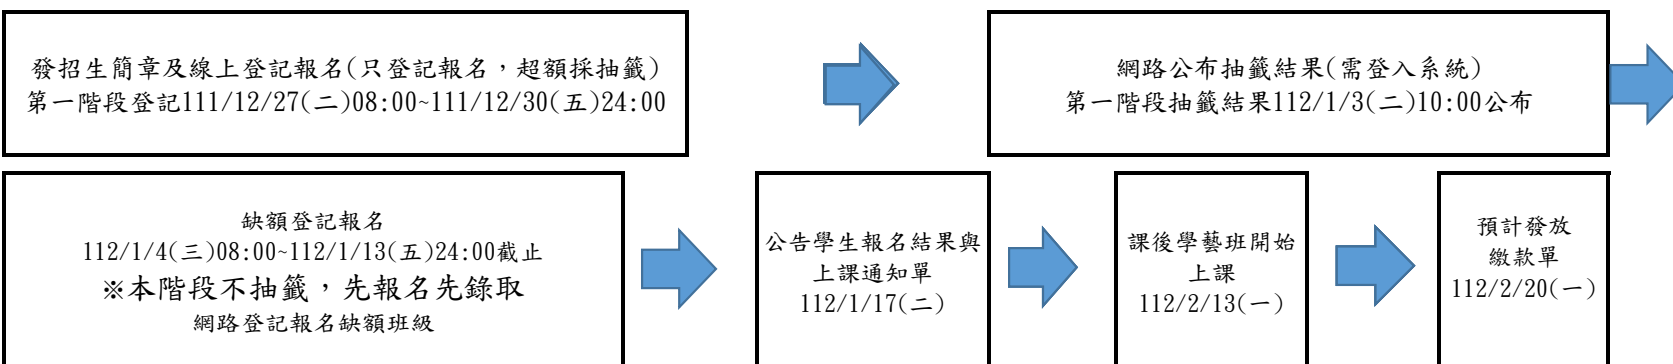 發招生簡章及線上登記報名(只登記報名，超額採抽籤)
第一階段登記111/12/27(二)08:00~111/12/30(五)24:00
網路公布抽籤結果(需登入系統)
第一階段抽籤結果112/1/3(二)10:00公布
缺額登記報名
112/1/4(三)08:00~112/1/13(五)24:00截止
※本階段不抽籤，先報名先錄取
網路登記報名缺額班級
公告學生報名結果與
上課通知單
112/1/17(二)
課後學藝班開始
上課
112/2/13(一)
預計發放
繳款單
112/2/20(一)